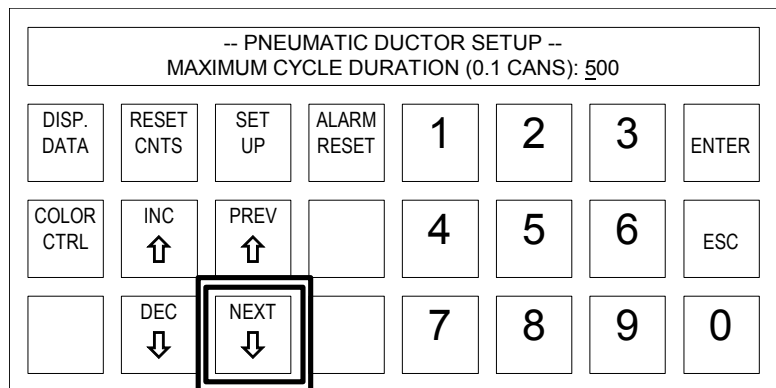 -- PNEUMATIC DUCTOR SETUP --
MAXIMUM CYCLE DURATION (0.1 CANS): 500
DISP.
DATA
RESET
CNTS
SET
UP
ALARM
RESET
1
2
3
ENTER
COLOR
CTRL
INC
⇧
PREV
⇧
4
5
6
ESC
DEC
⇩
NEXT
⇩
7
8
9
0